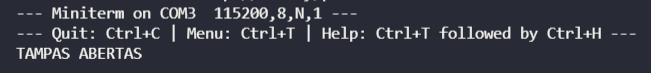 --- Miniterm on COM3  115200,8,N,1 ---
--- Quit: Ctrl+C | Menu: Ctrl+T | Help: Ctrl+T followed by Ctrl+H ---
TAMPAS ABERTAS